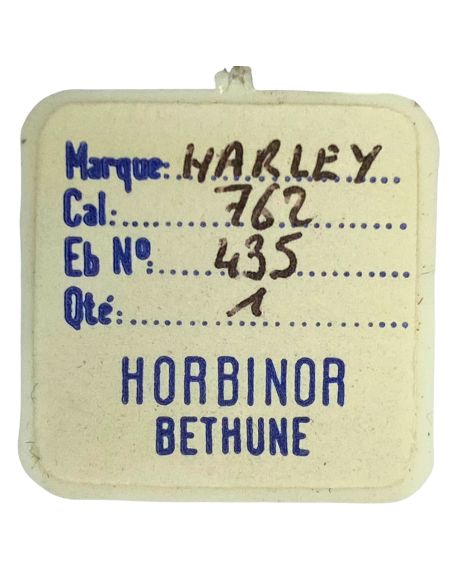 Marque: HARLEY
Cal: 762
Eb Nº: 435
Qté: 1
HORBINOR
BETHUNE